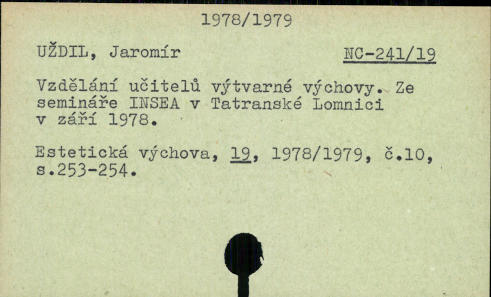 1978/1979
UŽDIL, Jaromír NC-241/19
Vzdělání učitelů výtvarné výchovy. Ze
semináře INSEA v Tatranské Lomnici
v září 1978.
Estetická výchova, 19, 1978/1979, č.10,
s.253-254.